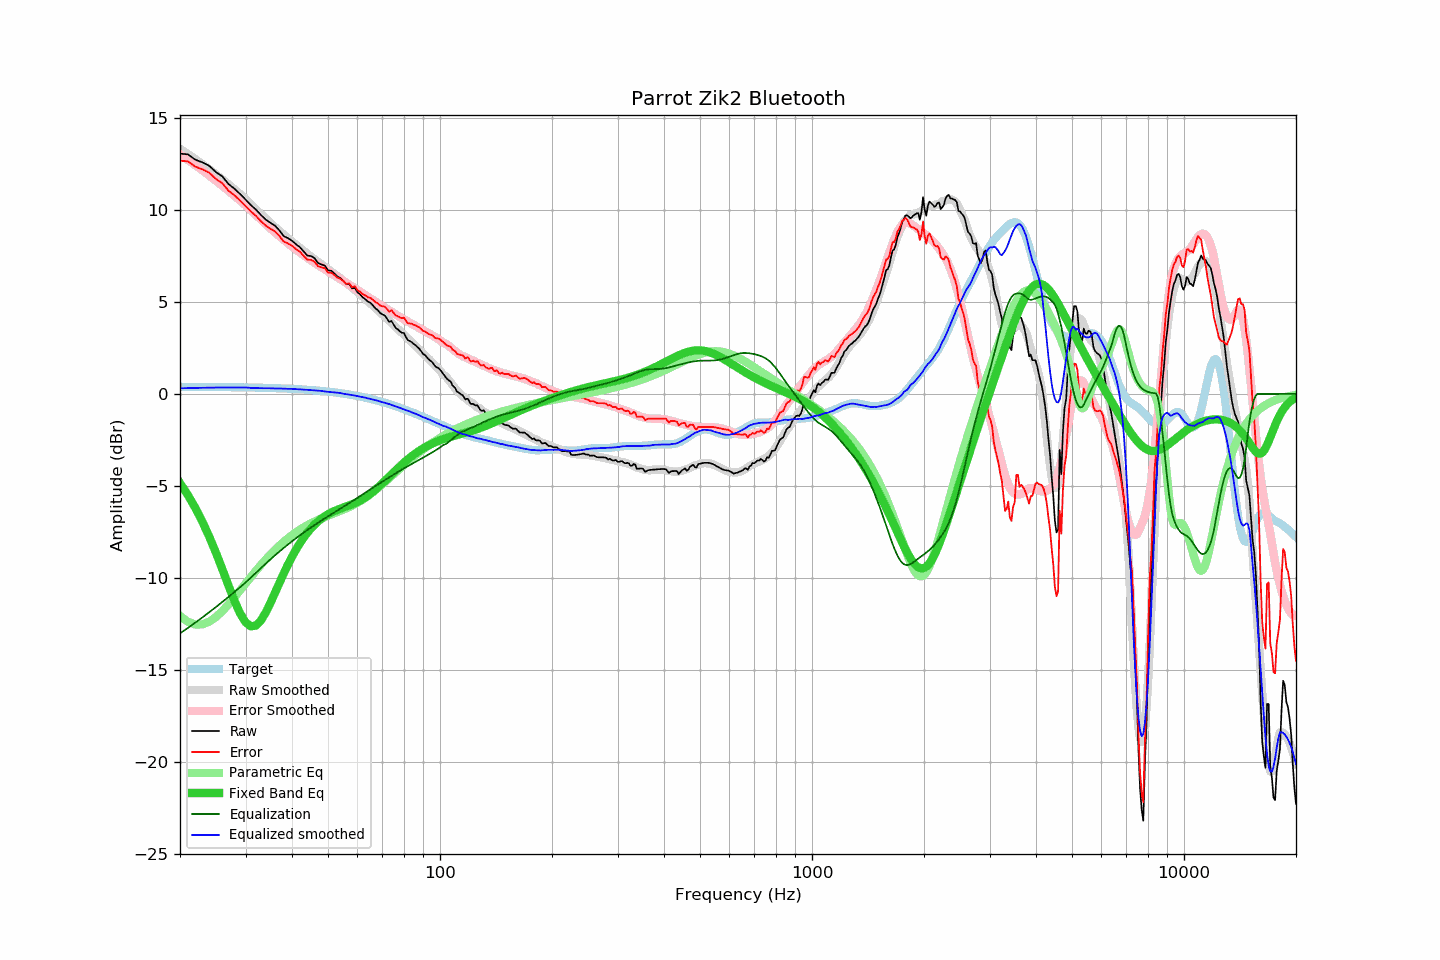 Parrot Zik2 Bluetooth
15
10
5
0
−5
−10
−15
−20
−25
Amplitude (dBr)
Target
Raw Smoothed
Error Smoothed
Raw
Error
Parametric Eq
Fixed Band Eq
Equalization
Equalized smoothed
100 1000 10000
Frequency (Hz)